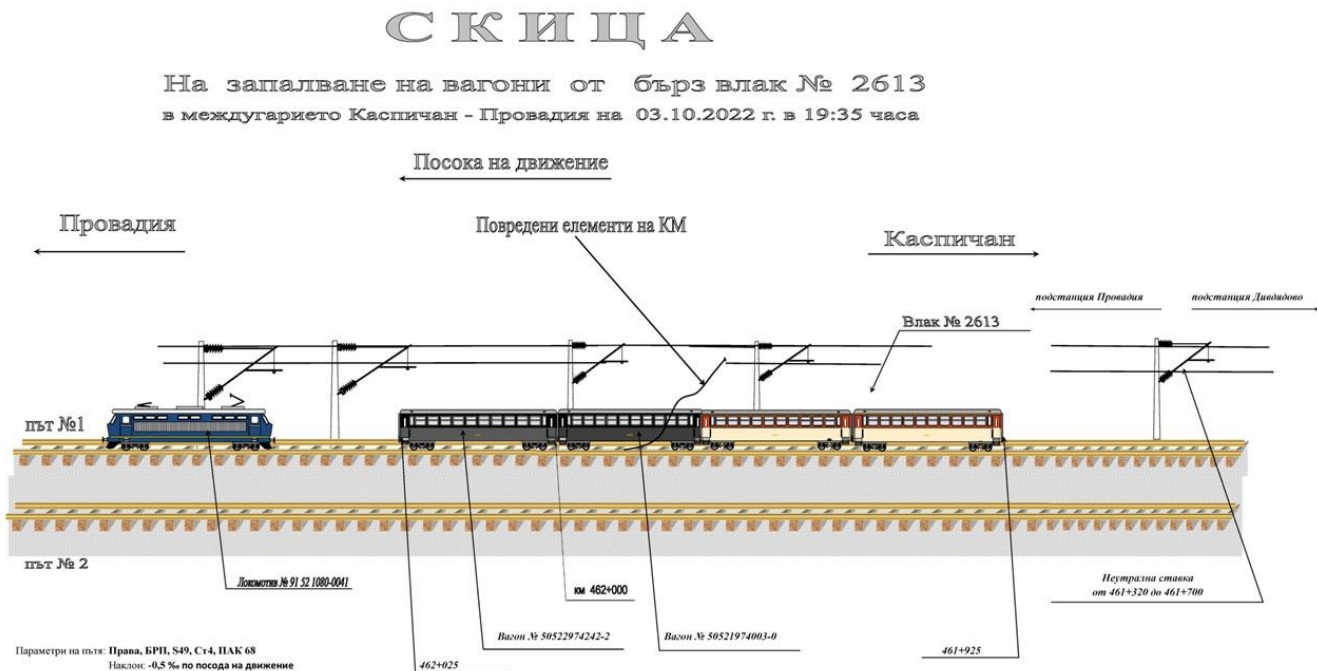 СКИЦА
На запалване на вагони от бърз влак № 2613
в междугарието Каспичан - Провадия на 03.10.2022 г. в 19:35 часа
Посока на движение
Провадия
Повредени елементи на КМ
Каспичан
подстанция Провадия
подстанция Дивдядово
Влак № 2613
път №1
път № 2
Локомотив № 91 52 1080-0041
км 462+000
Неутрална ставка
от 461+320 до 461+700
Вагон № 50522974242-2
Вагон № 50521974003-0
461+925
462+025
Параметри на пътя: Права, БРП, S49, Ст4, ПАК 68
Наклон: -0,5 ‰ по посода на движение